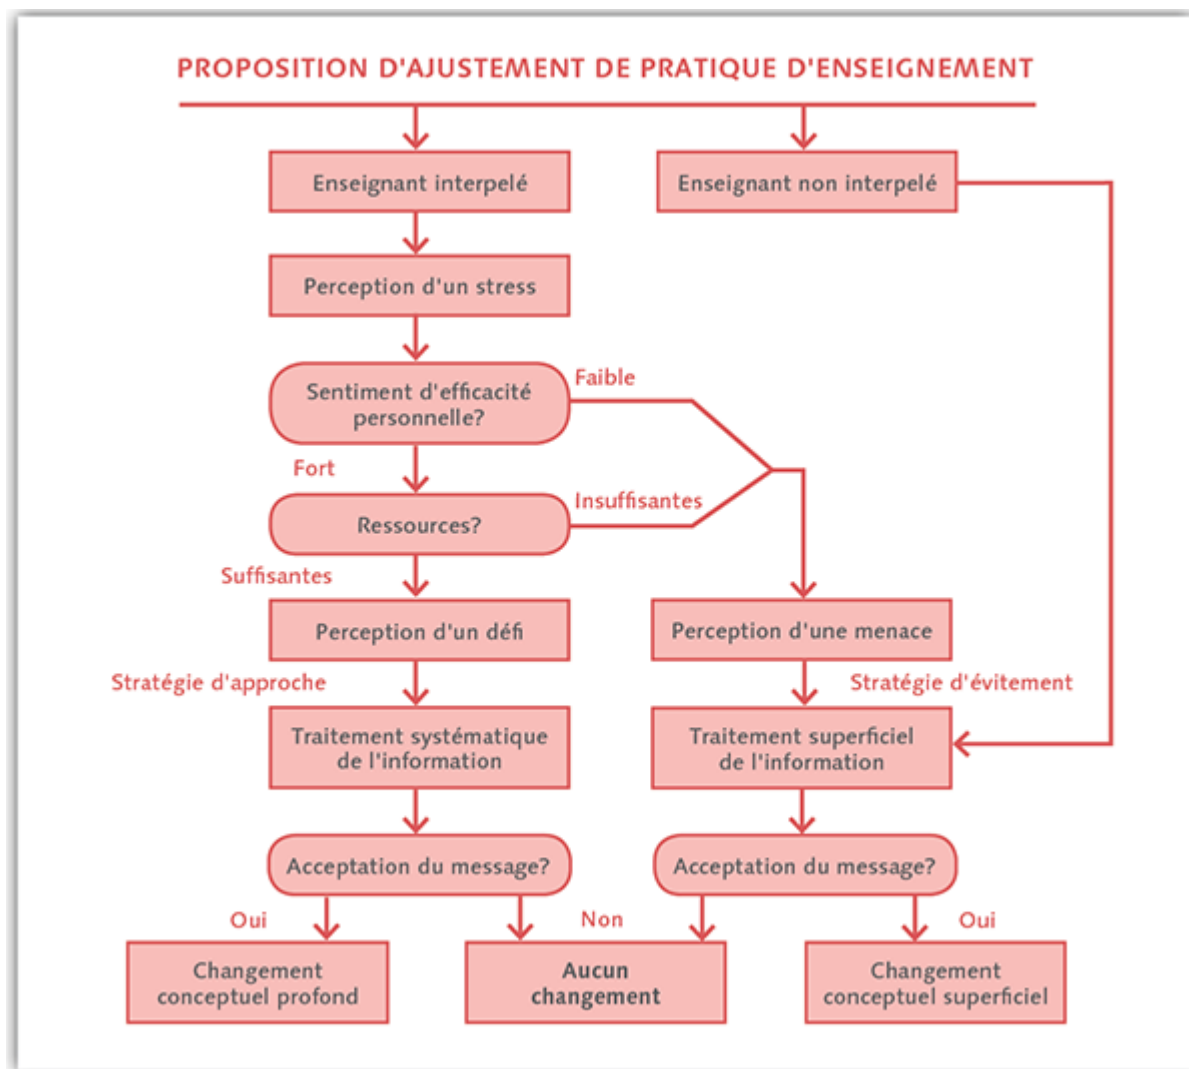 PROPOSITION D'AJUSTEMENT DE PRATIQUE D'ENSEIGNEMENT
Enseignant interpelé
Enseignant non interpelé
Perception d'un stress
Sentiment d'efficacité
personnelle?
Faible
Fort
Ressources?
Insuffisantes
Suffisantes
Perception d'un défi
Perception d'une menace
Stratégie d'approche
Stratégie d'évitement
Traitement systématique
de l'information
Traitement superficiel
de l'information
Acceptation du message?
Acceptation du message?
Oui
Non
Oui
Changement
conceptuel profond
Aucun
changement
Changement
conceptuel superficiel